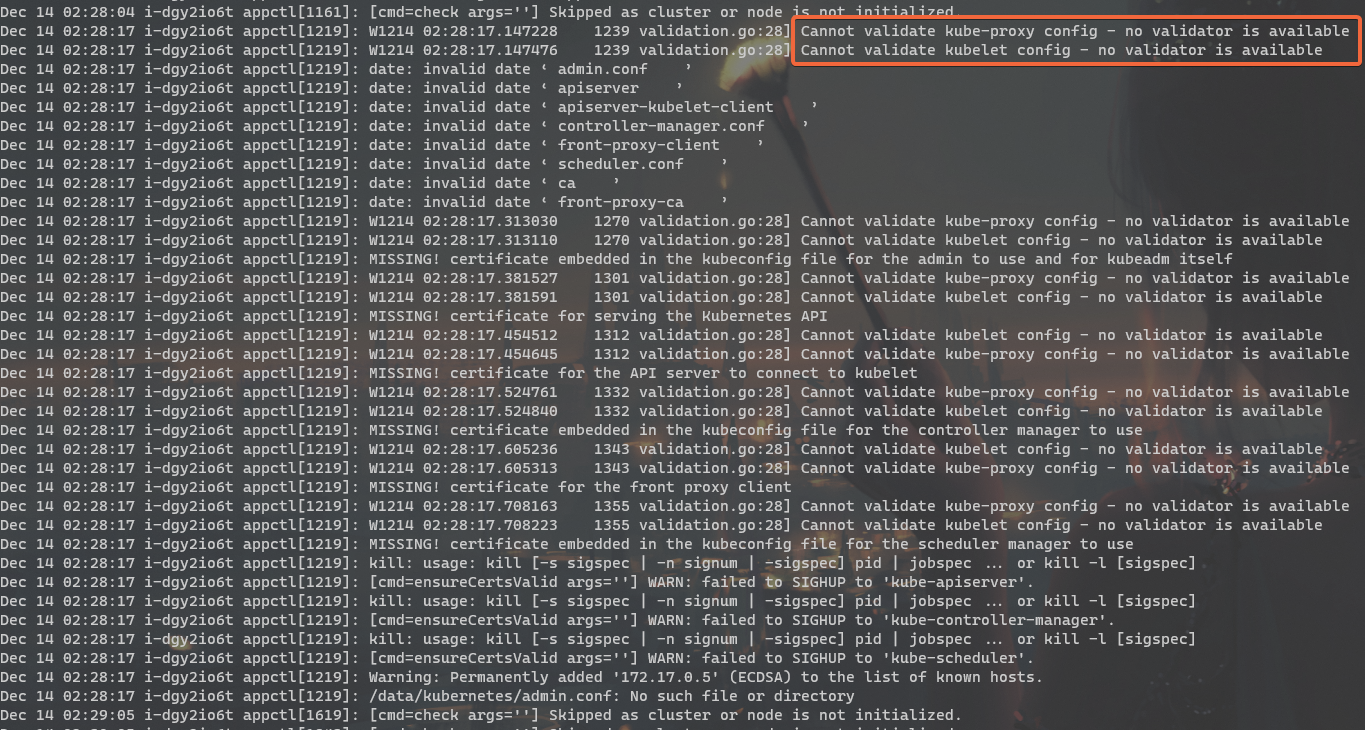 Dec 14 02:28:04 i-dgy2io6t appctl[1161]: [cmd=check args=''] Skipped as cluster or node is not initialized.
Dec 14 02:28:17 i-dgy2io6t appctl[1219]: W1214 02:28:17.147228    1239 validation.go:28] Cannot validate kube-proxy config - no validator is available
Dec 14 02:28:17 i-dgy2io6t appctl[1219]: W1214 02:28:17.147476    1239 validation.go:28] Cannot validate kubelet config - no validator is available
Dec 14 02:28:17 i-dgy2io6t appctl[1219]: date: invalid date ‘ admin.conf    ’
Dec 14 02:28:17 i-dgy2io6t appctl[1219]: date: invalid date ‘ apiserver    ’
Dec 14 02:28:17 i-dgy2io6t appctl[1219]: date: invalid date ‘ apiserver-kubelet-client    ’
Dec 14 02:28:17 i-dgy2io6t appctl[1219]: date: invalid date ‘ controller-manager.conf    ’
Dec 14 02:28:17 i-dgy2io6t appctl[1219]: date: invalid date ‘ front-proxy-client    ’
Dec 14 02:28:17 i-dgy2io6t appctl[1219]: date: invalid date ‘ scheduler.conf    ’
Dec 14 02:28:17 i-dgy2io6t appctl[1219]: date: invalid date ‘ ca    ’
Dec 14 02:28:17 i-dgy2io6t appctl[1219]: date: invalid date ‘ front-proxy-ca    ’
Dec 14 02:28:17 i-dgy2io6t appctl[1219]: W1214 02:28:17.313030    1270 validation.go:28] Cannot validate kube-proxy config - no validator is available
Dec 14 02:28:17 i-dgy2io6t appctl[1219]: W1214 02:28:17.313110    1270 validation.go:28] Cannot validate kubelet config - no validator is available
Dec 14 02:28:17 i-dgy2io6t appctl[1219]: MISSING! certificate embedded in the kubeconfig file for the admin to use and for kubeadm itself
Dec 14 02:28:17 i-dgy2io6t appctl[1219]: W1214 02:28:17.381527    1301 validation.go:28] Cannot validate kube-proxy config - no validator is available
Dec 14 02:28:17 i-dgy2io6t appctl[1219]: W1214 02:28:17.381591    1301 validation.go:28] Cannot validate kubelet config - no validator is available
Dec 14 02:28:17 i-dgy2io6t appctl[1219]: MISSING! certificate for serving the Kubernetes API
Dec 14 02:28:17 i-dgy2io6t appctl[1219]: W1214 02:28:17.454512    1312 validation.go:28] Cannot validate kubelet config - no validator is available
Dec 14 02:28:17 i-dgy2io6t appctl[1219]: W1214 02:28:17.454645    1312 validation.go:28] Cannot validate kube-proxy config - no validator is available
Dec 14 02:28:17 i-dgy2io6t appctl[1219]: MISSING! certificate for the API server to connect to kubelet
Dec 14 02:28:17 i-dgy2io6t appctl[1219]: W1214 02:28:17.524761    1332 validation.go:28] Cannot validate kube-proxy config - no validator is available
Dec 14 02:28:17 i-dgy2io6t appctl[1219]: W1214 02:28:17.524840    1332 validation.go:28] Cannot validate kubelet config - no validator is available
Dec 14 02:28:17 i-dgy2io6t appctl[1219]: MISSING! certificate embedded in the kubeconfig file for the controller manager to use
Dec 14 02:28:17 i-dgy2io6t appctl[1219]: W1214 02:28:17.605236    1343 validation.go:28] Cannot validate kubelet config - no validator is available
Dec 14 02:28:17 i-dgy2io6t appctl[1219]: W1214 02:28:17.605313    1343 validation.go:28] Cannot validate kube-proxy config - no validator is available
Dec 14 02:28:17 i-dgy2io6t appctl[1219]: MISSING! certificate for the front proxy client
Dec 14 02:28:17 i-dgy2io6t appctl[1219]: W1214 02:28:17.708163    1355 validation.go:28] Cannot validate kube-proxy config - no validator is available
Dec 14 02:28:17 i-dgy2io6t appctl[1219]: W1214 02:28:17.708223    1355 validation.go:28] Cannot validate kubelet config - no validator is available
Dec 14 02:28:17 i-dgy2io6t appctl[1219]: MISSING! certificate embedded in the kubeconfig file for the scheduler manager to use
Dec 14 02:28:17 i-dgy2io6t appctl[1219]: kill: usage: kill [-s sigspec | -n signum | -sigspec] pid | jobspec ... or kill -l [sigspec]
Dec 14 02:28:17 i-dgy2io6t appctl[1219]: [cmd=ensureCertsValid args=''] WARN: failed to SIGHUP to 'kube-apiserver'.
Dec 14 02:28:17 i-dgy2io6t appctl[1219]: kill: usage: kill [-s sigspec | -n signum | -sigspec] pid | jobspec ... or kill -l [sigspec]
Dec 14 02:28:17 i-dgy2io6t appctl[1219]: [cmd=ensureCertsValid args=''] WARN: failed to SIGHUP to 'kube-controller-manager'.
Dec 14 02:28:17 i-dgy2io6t appctl[1219]: kill: usage: kill [-s sigspec | -n signum | -sigspec] pid | jobspec ... or kill -l [sigspec]
Dec 14 02:28:17 i-dgy2io6t appctl[1219]: [cmd=ensureCertsValid args=''] WARN: failed to SIGHUP to 'kube-scheduler'.
Dec 14 02:28:17 i-dgy2io6t appctl[1219]: Warning: Permanently added '172.17.0.5' (ECDSA) to the list of known hosts.
Dec 14 02:28:17 i-dgy2io6t appctl[1219]: /data/kubernetes/admin.conf: No such file or directory
Dec 14 02:29:05 i-dgy2io6t appctl[1619]: [cmd=check args=''] Skipped as cluster or node is not initialized.